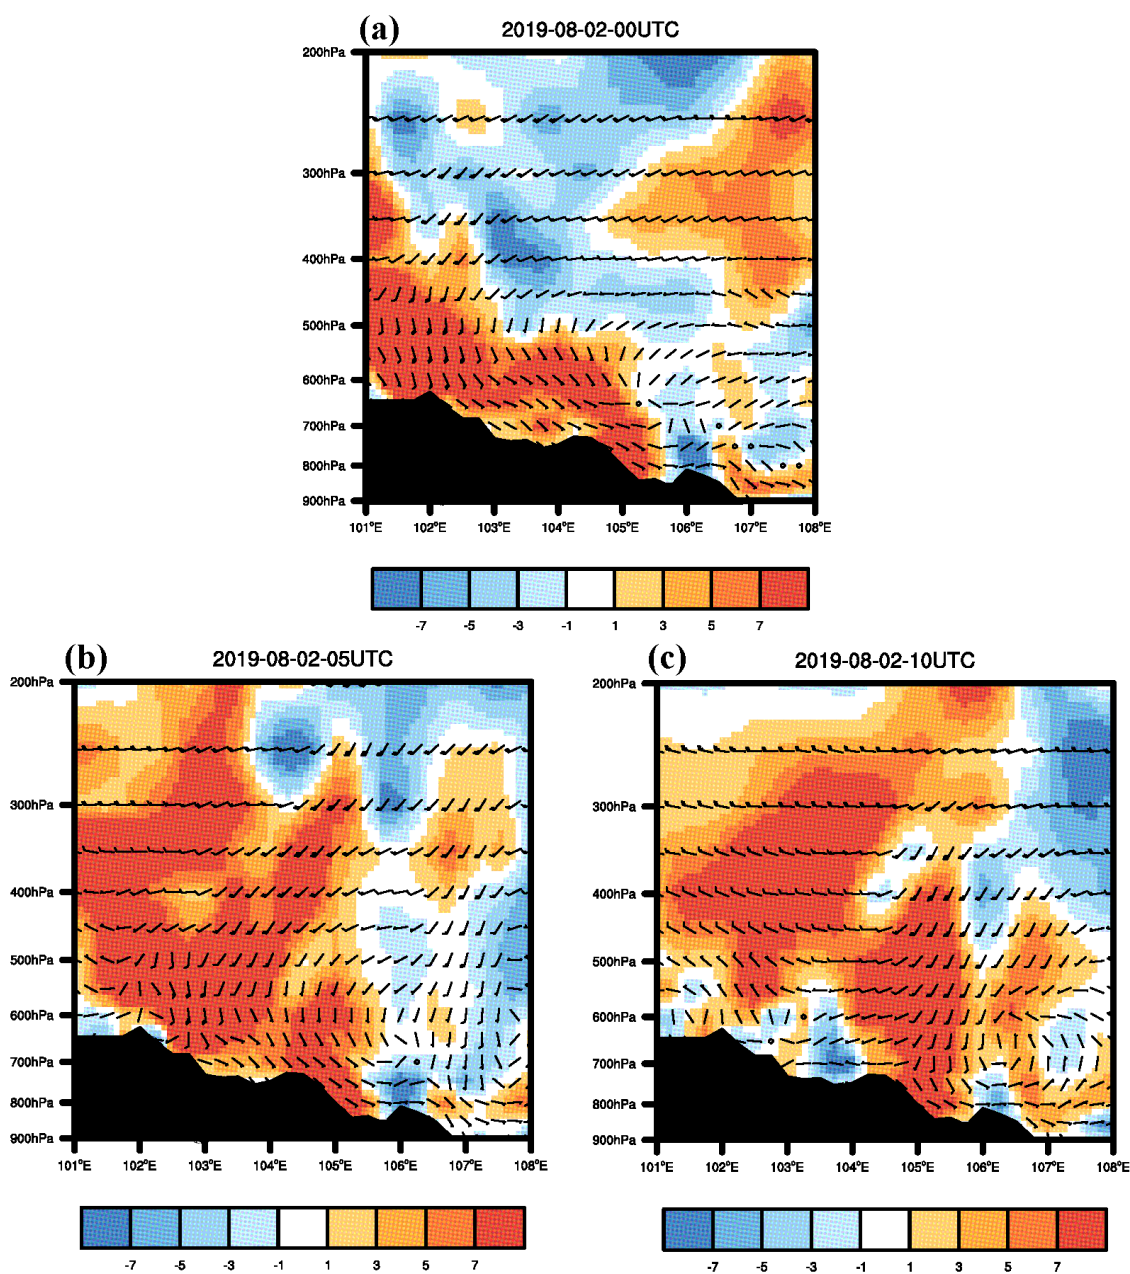 (a) 2019-08-02-00UTC
200hPa
300hPa
400hPa
500hPa
600hPa
700hPa
800hPa
900hPa
101°E 102°E 103°E 104°E 105°E 106°E 107°E 108°E
-7 -5 -3 -1 1 3 5 7
(b) 2019-08-02-05UTC
200hPa
300hPa
400hPa
500hPa
600hPa
700hPa
800hPa
900hPa
101°E 102°E 103°E 104°E 105°E 106°E 107°E 108°E
-7 -5 -3 -1 1 3 5 7
(c) 2019-08-02-10UTC
200hPa
300hPa
400hPa
500hPa
600hPa
700hPa
800hPa
900hPa
101°E 102°E 103°E 104°E 105°E 106°E 107°E 108°E
-7 -5 -3 -1 1 3 5 7